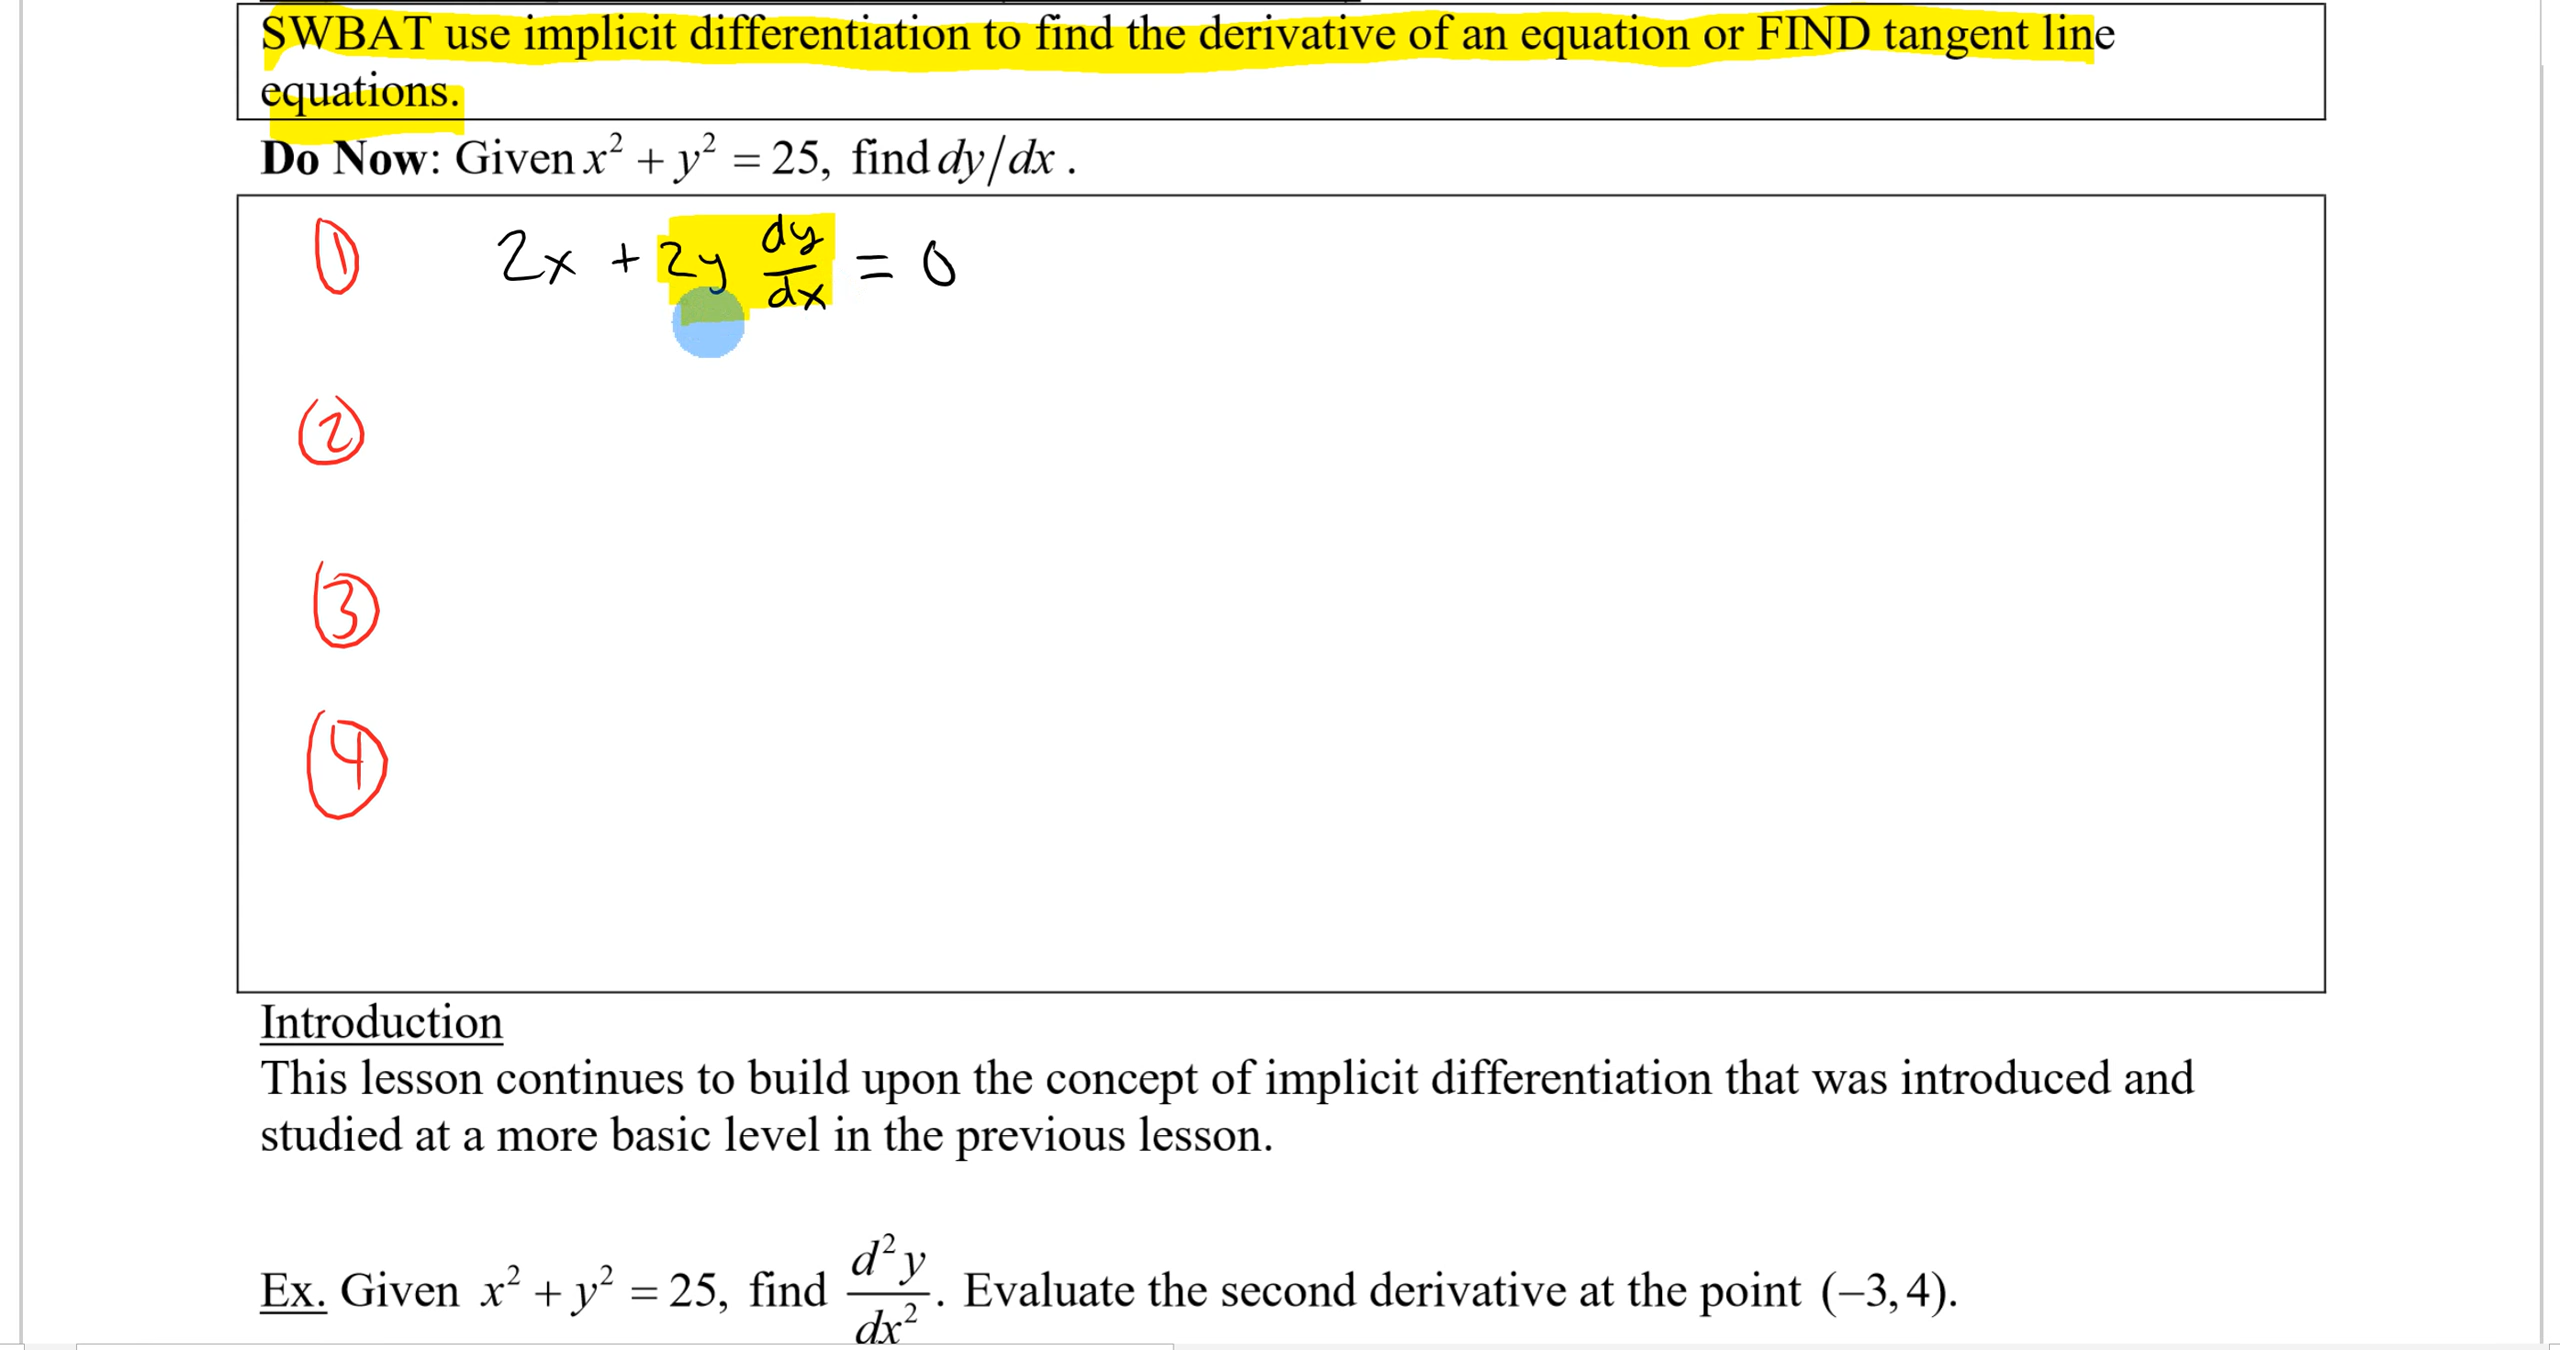 SWBAT use implicit differentiation to find the derivative of an equation or FIND tangent line
equations.
Do Now: Given x² + y² = 25, find dy/dx .
① 2x + 2y dy/dx = 0
②
③
④
Introduction
This lesson continues to build upon the concept of implicit differentiation that was introduced and
studied at a more basic level in the previous lesson.
Ex. Given x² + y² = 25, find d²y/dx². Evaluate the second derivative at the point (−3, 4).